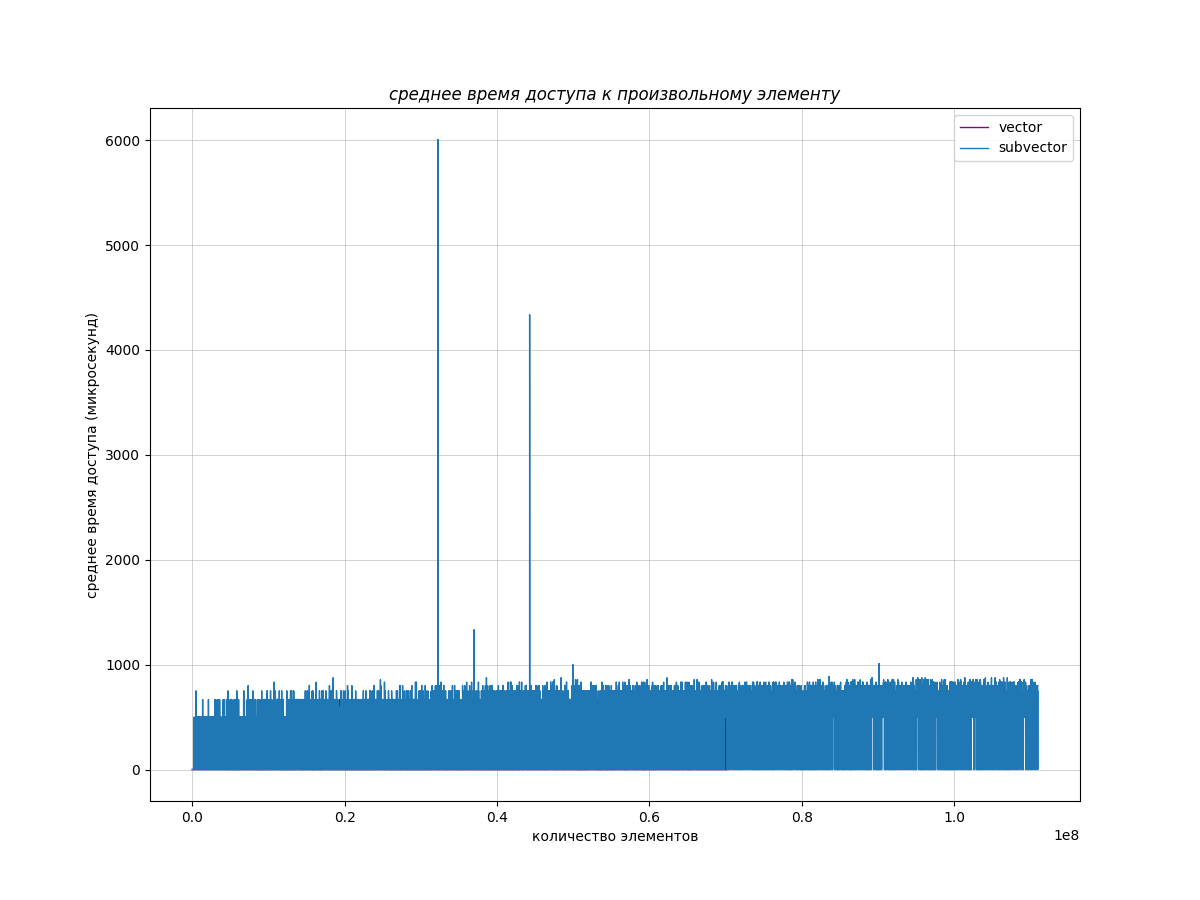 среднее время доступа к произвольному элементу
vector
subvector
среднее время доступа (микросекунд)
6000
5000
4000
3000
2000
1000
0
0.0 0.2 0.4 0.6 0.8 1.0
1e8
количество элементов